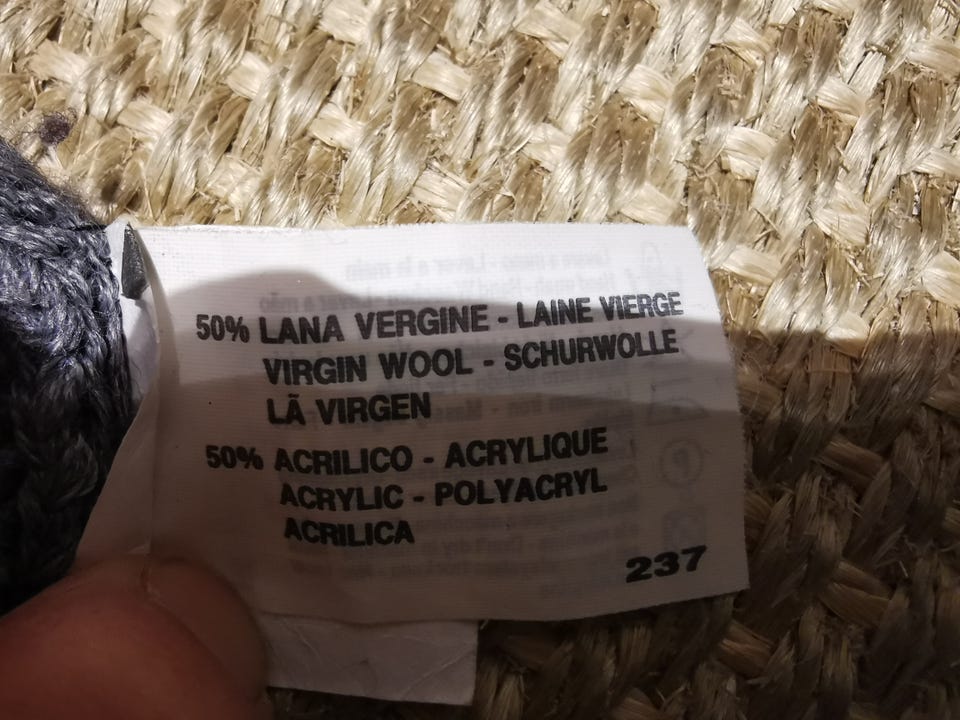 50% LANA VERGINE - LAINE VIERGE
VIRGIN WOOL - SCHURWOLLE
LÃ VIRGEN
50% ACRILICO - ACRYLIQUE
ACRYLIC - POLYACRYL
ACRILICA
237